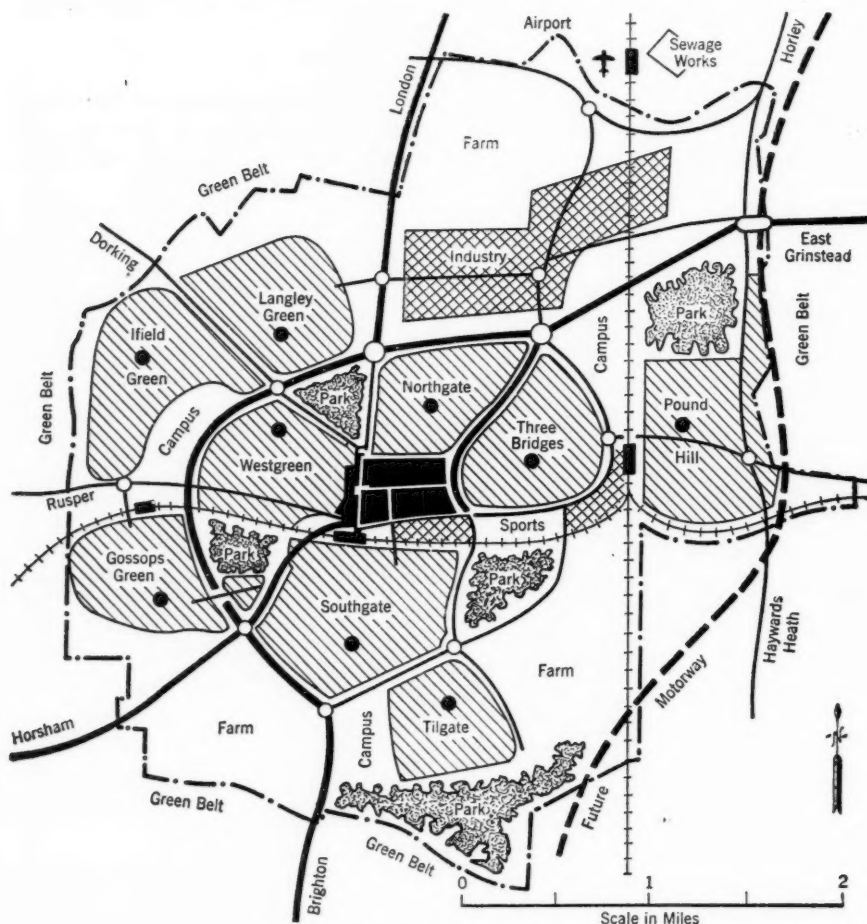 Airport
Sewage
Works
Horley
London
Farm
Green Belt
Dorking
Industry
East
Grinstead
Langley
Green
Ifield
Green
Park
Green Belt
Campus
Green Belt
Park
Northgate
Campus
Three
Bridges
Pound
Hill
Westgreen
Rusper
Sports
Park
Park
Gossops
Green
Southgate
Haywards
Heath
Farm
Motorway
Horsham
Farm
Campus
Tilgate
N
Green Belt
Park
Future
Green Belt
Brighton
0 1 2
Scale in Miles